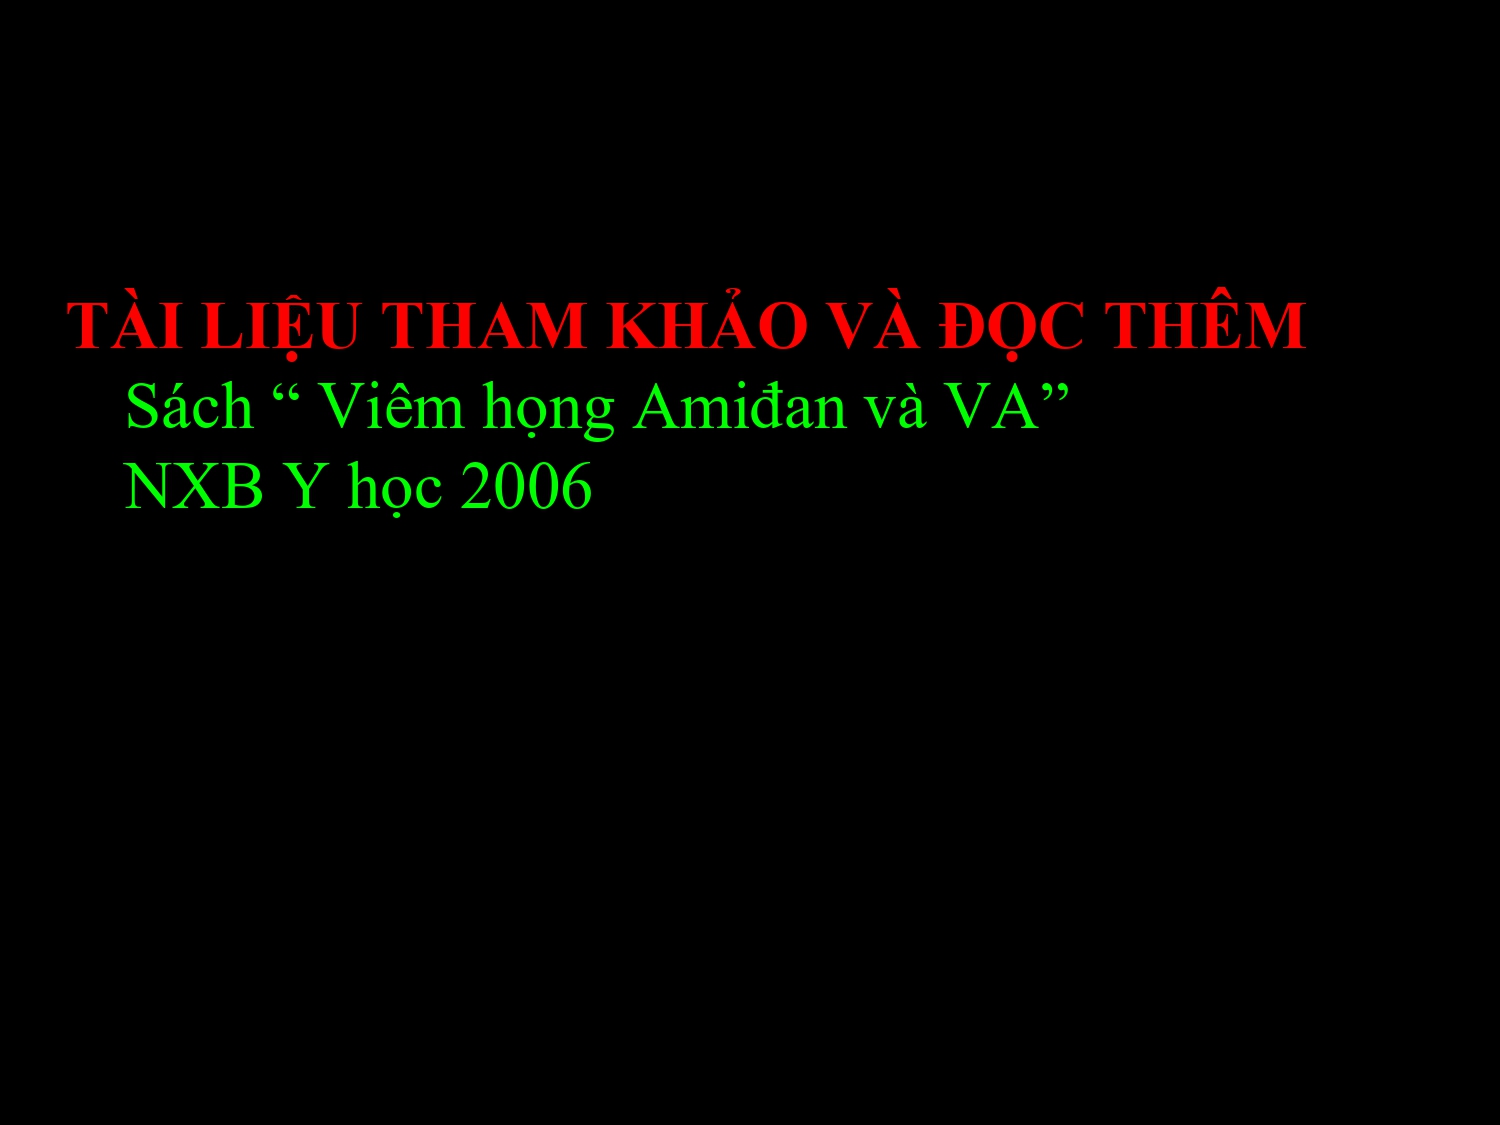 TÀI LIỆU THAM KHẢO VÀ ĐỌC THÊM
Sách “ Viêm họng Amiđan và VA”
NXB Y học 2006